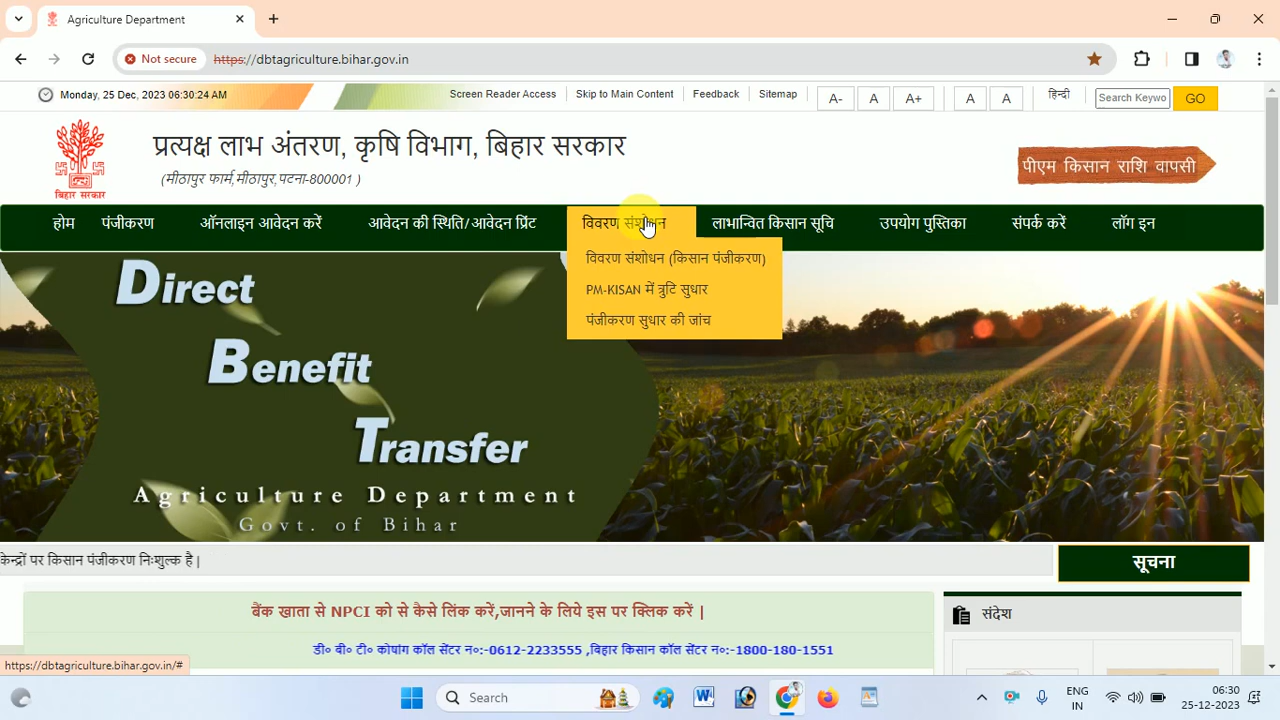 Agriculture Department
Not secure https://dbtagriculture.bihar.gov.in
Monday, 25 Dec, 2023 06:30:24 AM Screen Reader Access Skip to Main Content Feedback Sitemap A- A A+ A A हिन्दी Search Keywo GO
प्रत्यक्ष लाभ अंतरण, कृषि विभाग, बिहार सरकार
(मीठापुर फार्म,मीठापुर,पटना-800001 )
बिहार सरकार
पीएम किसान राशि वापसी
होम पंजीकरण ऑनलाइन आवेदन करें आवेदन की स्थिति/आवेदन प्रिंट विवरण संशोधन लाभान्वित किसान सूचि उपयोग पुस्तिका संपर्क करें लॉग इन
विवरण संशोधन (किसान पंजीकरण)
PM-KISAN में त्रुटि सुधार
पंजीकरण सुधार की जांच
Direct
Benefit
Transfer
Agriculture Department
Govt. of Bihar
केन्द्रों पर किसान पंजीकरण निःशुल्क है |
सूचना
बैंक खाता से NPCI को से कैसे लिंक करें,जानने के लिये इस पर क्लिक करें |
संदेश
डी० बी० टी० कोषांग कॉल सेंटर न०:-0612-2233555 ,बिहार किसान कॉल सेंटर न०:-1800-180-1551
https://dbtagriculture.bihar.gov.in/#
Search
ENG
IN
06:30
25-12-2023